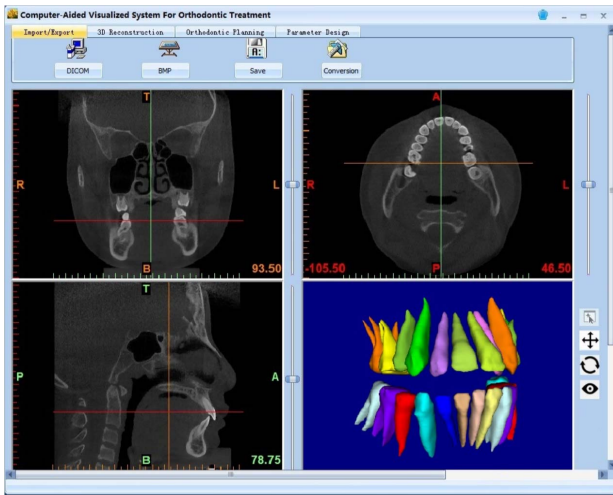 Computer-Aided Visualized System For Orthodontic Treatment
Import/Export 3D Reconstruction Orthodontic Planning Parameter Design
A:
DICOM BMP Save Conversion
T
R L
B 93.50
A
R L
-105.50 P 46.50
T
P A
B 78.75